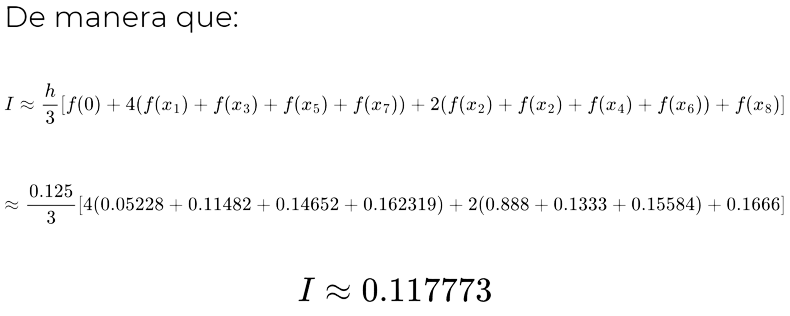 De manera que:
I ≈ \frac{h}{3}[f(0) + 4(f(x_1) + f(x_3) + f(x_5) + f(x_7)) + 2(f(x_2) + f(x_2) + f(x_4) + f(x_6)) + f(x_8)]
≈ \frac{0.125}{3}[4(0.05228 + 0.11482 + 0.14652 + 0.162319) + 2(0.888 + 0.1333 + 0.15584) + 0.1666]
I ≈ 0.117773